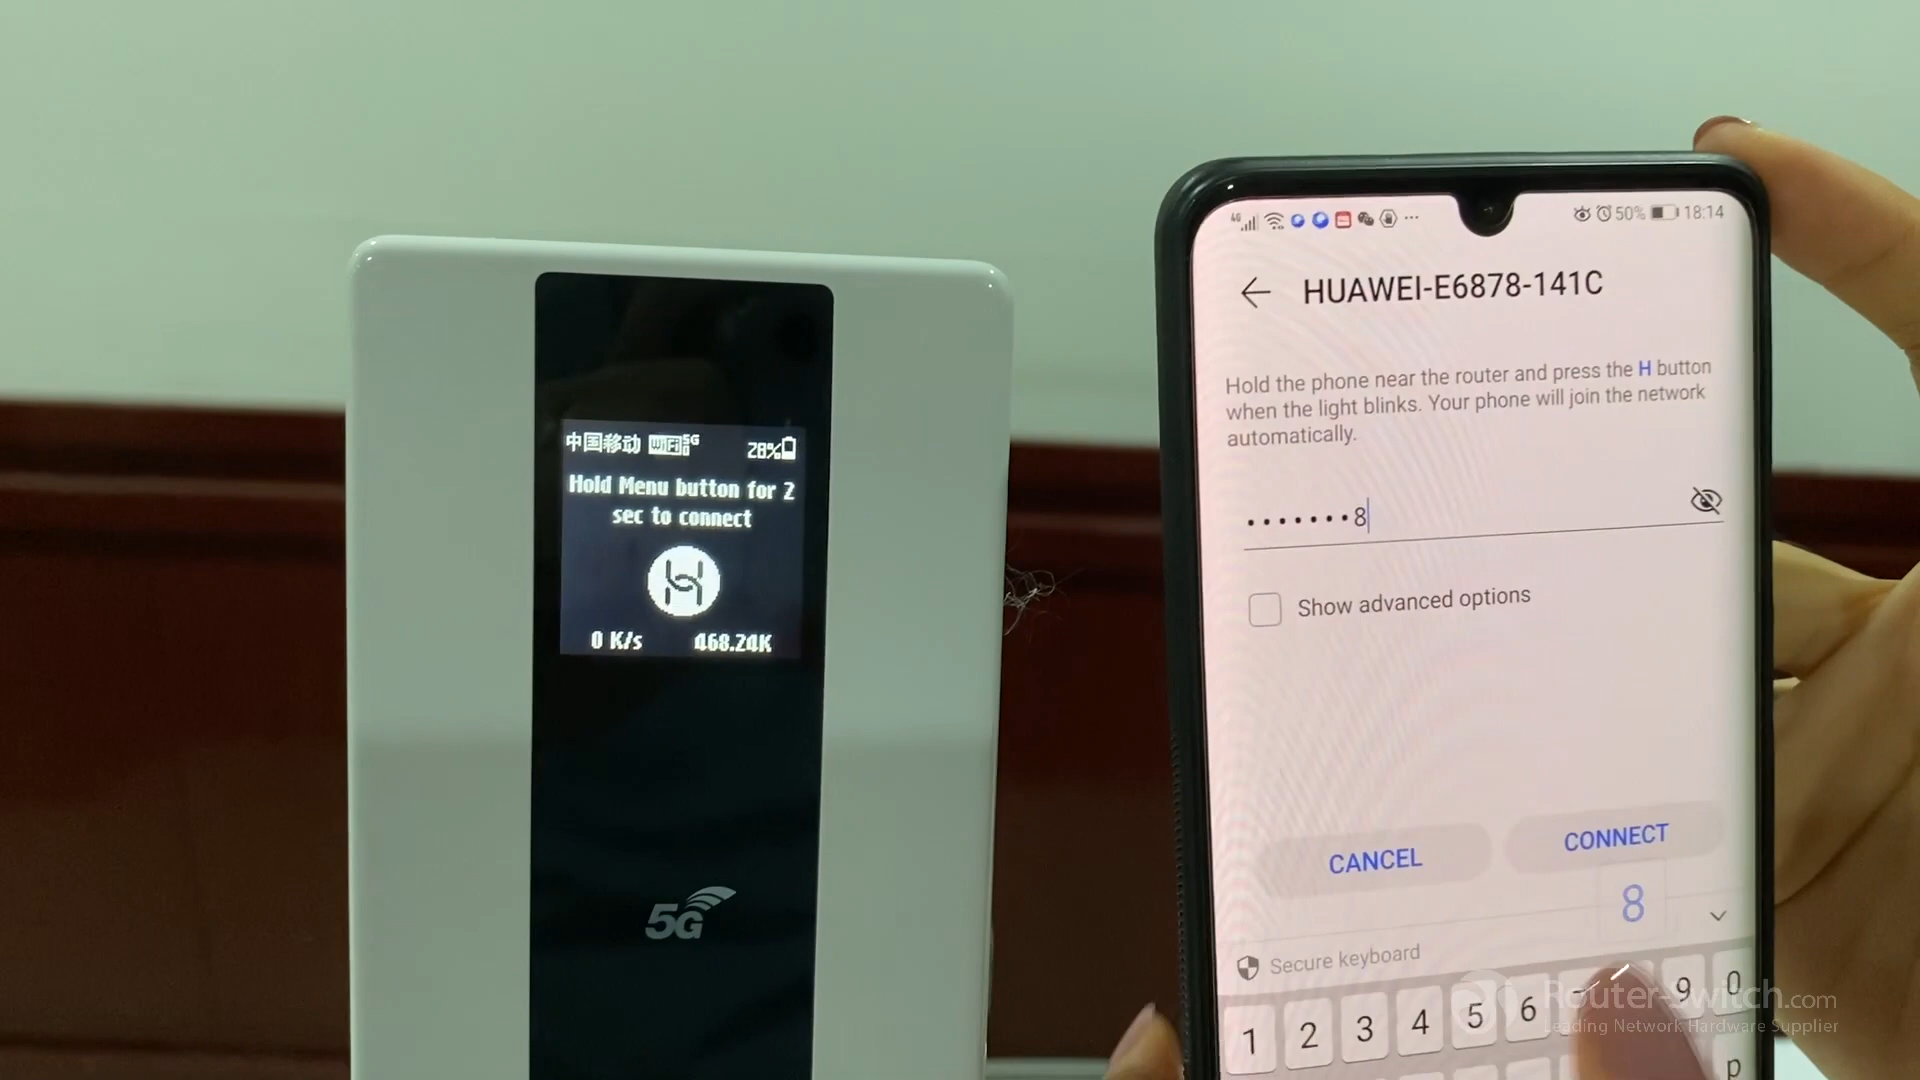 中国移动 WiFi 5G 28%
Hold Menu button for 2
sec to connect
0 K/s 468.24K
5G
4G 50% 18:14
HUAWEI-E6878-141C
Hold the phone near the router and press the H button
when the light blinks. Your phone will join the network
automatically.
•••••••8
Show advanced options
CANCEL CONNECT
8
Secure keyboard
1 2 3 4 5 6 9 0
p
Router-Switch.com
Leading Network Hardware Supplier